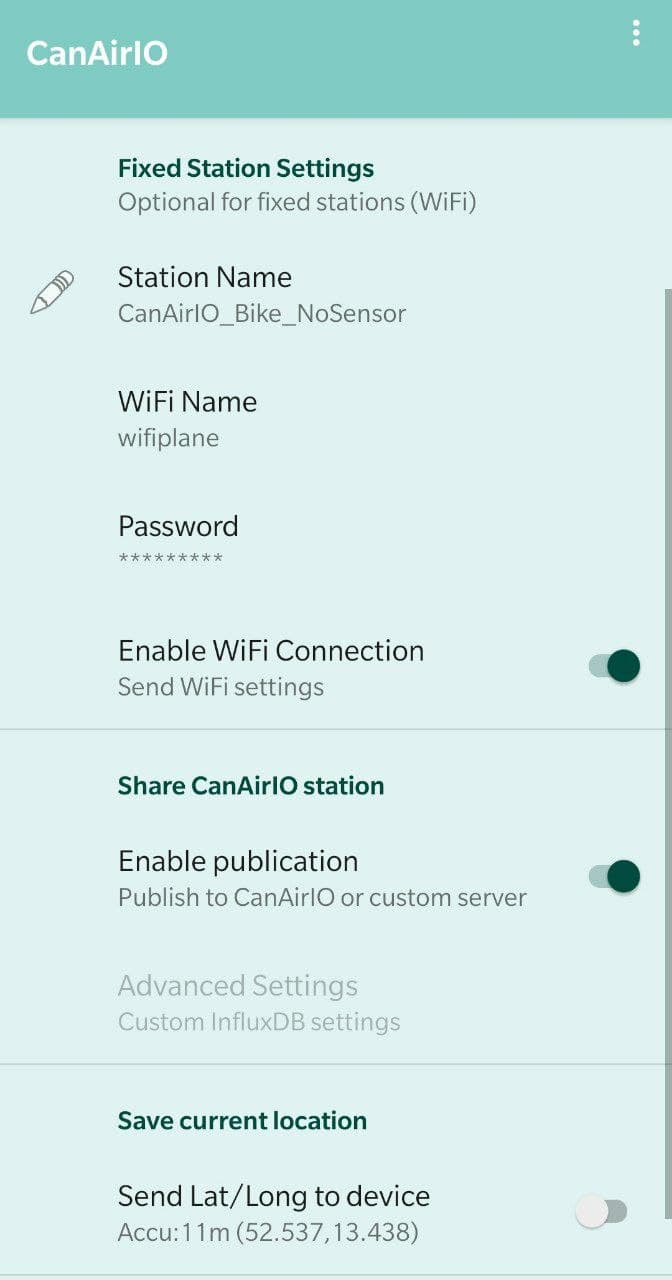 CanAirIO
Fixed Station Settings
Optional for fixed stations (WiFi)
Station Name
CanAirIO_Bike_NoSensor
WiFi Name
wifiplane
Password
*********
Enable WiFi Connection
Send WiFi settings
Share CanAirIO station
Enable publication
Publish to CanAirIO or custom server
Advanced Settings
Custom InfluxDB settings
Save current location
Send Lat/Long to device
Accu:11m (52.537,13.438)